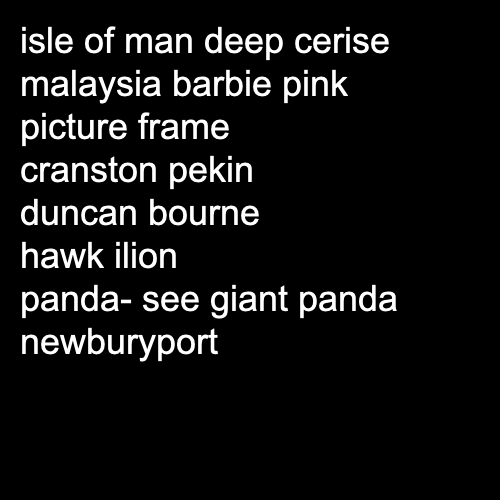 isle of man deep cerise
malaysia barbie pink
picture frame
cranston pekin
duncan bourne
hawk ilion
panda- see giant panda
newburyport